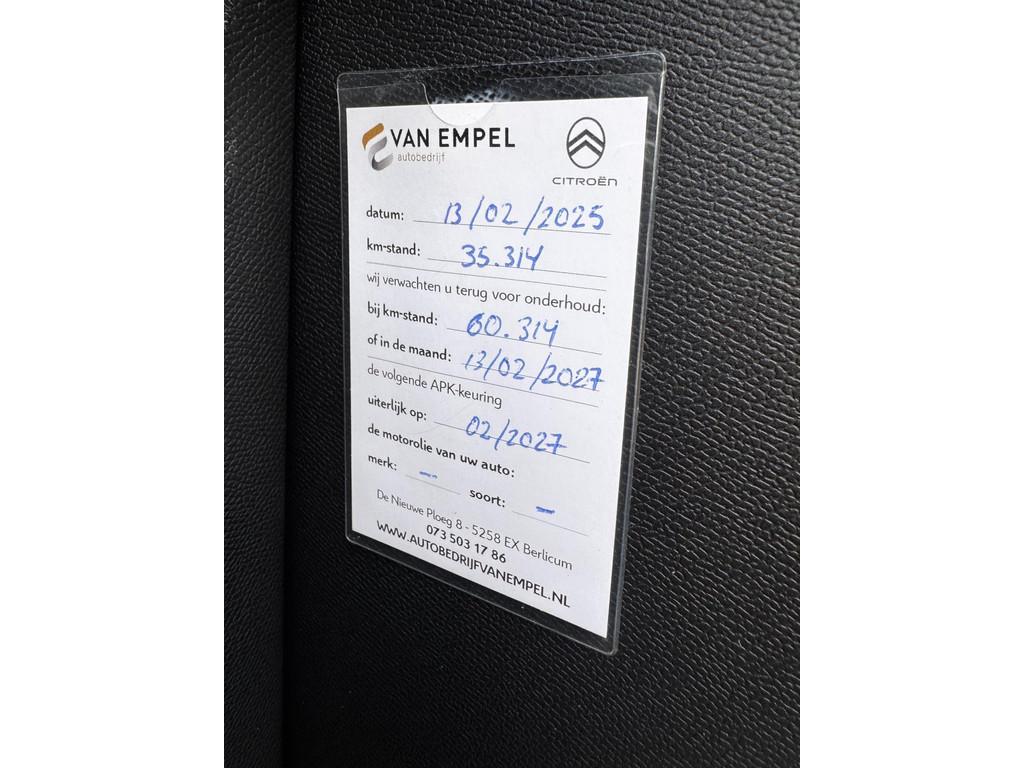 VAN EMPEL
autobedrijf
CITROËN
datum: 13/02/2025
km-stand: 35.314
wij verwachten u terug voor onderhoud:
bij km-stand: 60.314
of in de maand: 13/02/2027
de volgende APK-keuring
uiterlijk op: 02/2027
de motorolie van uw auto:
merk: -- soort: -
De Nieuwe Ploeg 8 - 5258 EX Berlicum
073 503 17 86
WWW.AUTOBEDRIJFVANEMPEL.NL